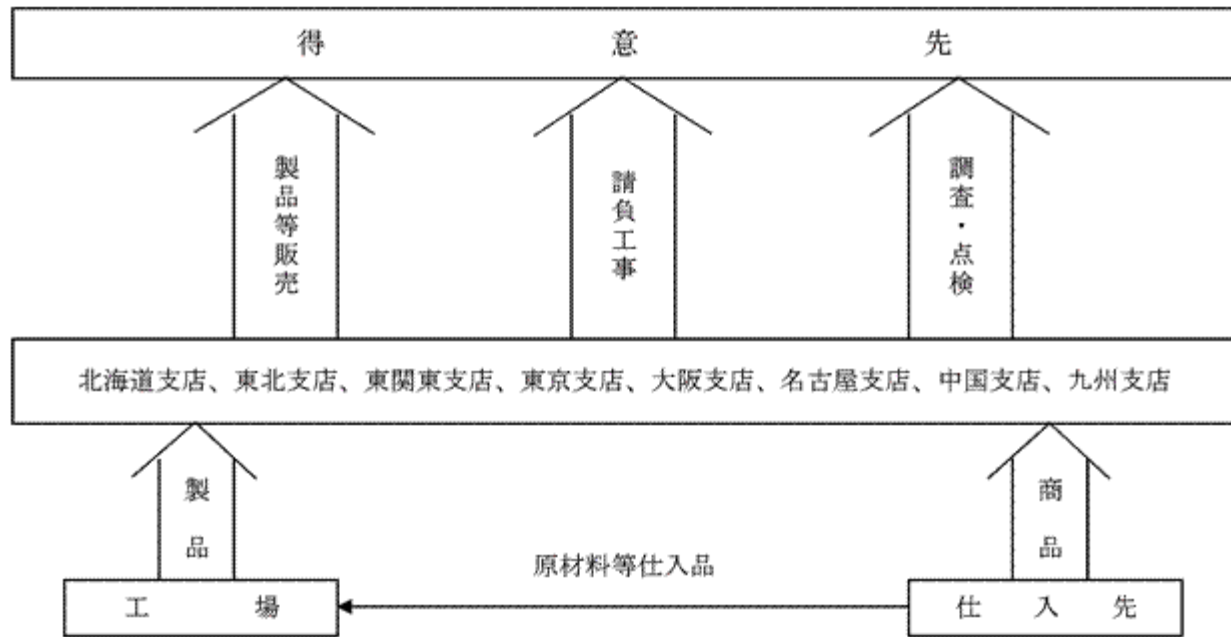 得意先
製品等販売
請負工事
調査・点検
北海道支店、東北支店、東関東支店、東京支店、大阪支店、名古屋支店、中国支店、九州支店
製品
商品
原材料等仕入品
工場
仕入先